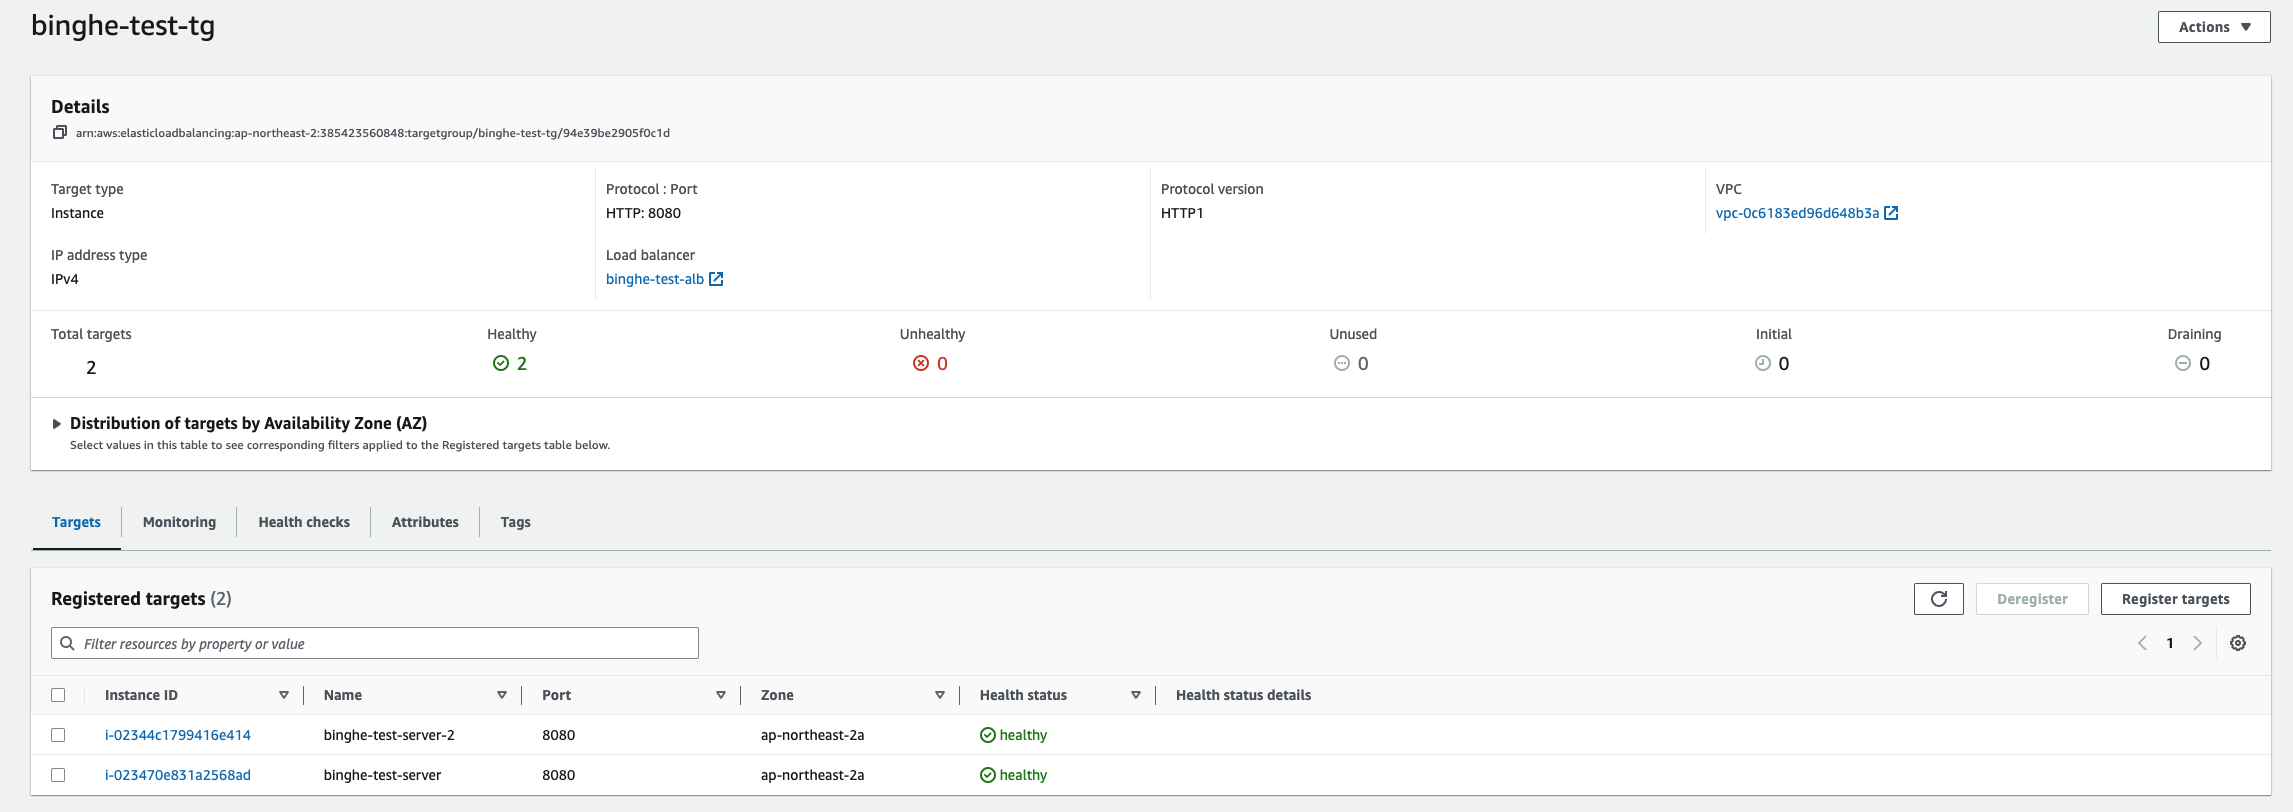 binghe-test-tg
Actions
Details
arn:aws:elasticloadbalancing:ap-northeast-2:385423560848:targetgroup/binghe-test-tg/94e39be2905f0c1d
Target type
Instance
Protocol : Port
HTTP: 8080
Protocol version
HTTP1
VPC
vpc-0c6183ed96d648b3a
IP address type
IPv4
Load balancer
binghe-test-alb
Total targets
2
Healthy
2
Unhealthy
0
Unused
0
Initial
0
Draining
0
Distribution of targets by Availability Zone (AZ)
Select values in this table to see corresponding filters applied to the Registered targets table below.
Targets Monitoring Health checks Attributes Tags
Registered targets (2)
Deregister
Register targets
Filter resources by property or value
1
Instance ID Name Port Zone Health status Health status details
i-02344c1799416e414 binghe-test-server-2 8080 ap-northeast-2a healthy
i-023470e831a2568ad binghe-test-server 8080 ap-northeast-2a healthy